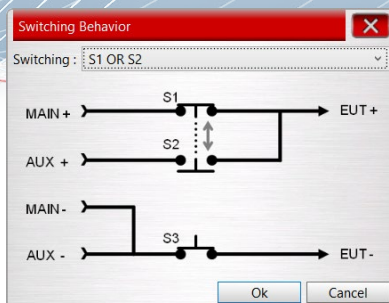 Switching Behavior
Switching : S1 OR S2
S1
MAIN + EUT +
S2
AUX +
MAIN -
S3
AUX - EUT-
Ok Cancel